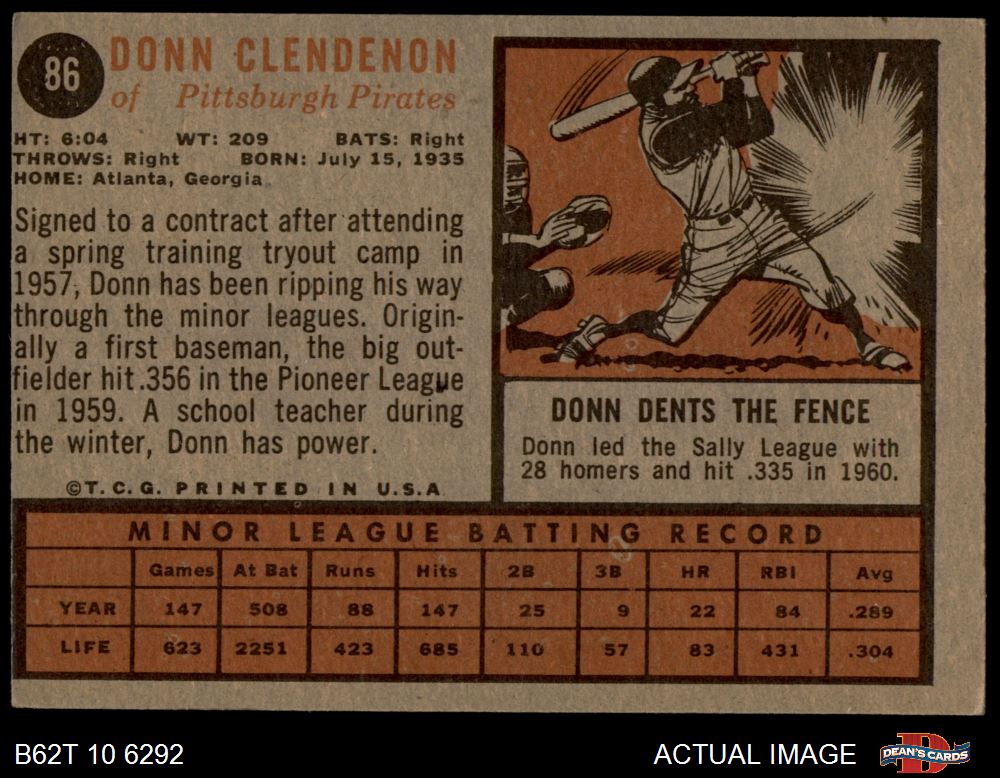 86
DONN CLENDENON
of Pittsburgh Pirates
HT: 6:04 WT: 209 BATS: Right
THROWS: Right BORN: July 15, 1935
HOME: Atlanta, Georgia
Signed to a contract after attending
a spring training tryout camp in
1957, Donn has been ripping his way
through the minor leagues. Origin-
ally a first baseman, the big out-
fielder hit .356 in the Pioneer League
in 1959. A school teacher during
the winter, Donn has power.
©T.C.G. PRINTED IN U.S.A
DONN DENTS THE FENCE
Donn led the Sally League with
28 homers and hit .335 in 1960.
MINOR LEAGUE BATTING RECORD
Games At Bat Runs Hits 2B 3B HR RBI Avg
YEAR 147 508 88 147 25 9 22 84 .289
LIFE 623 2251 423 685 110 57 83 431 .304
B62T 10 6292
ACTUAL IMAGE
D
DEAN'S CARDS